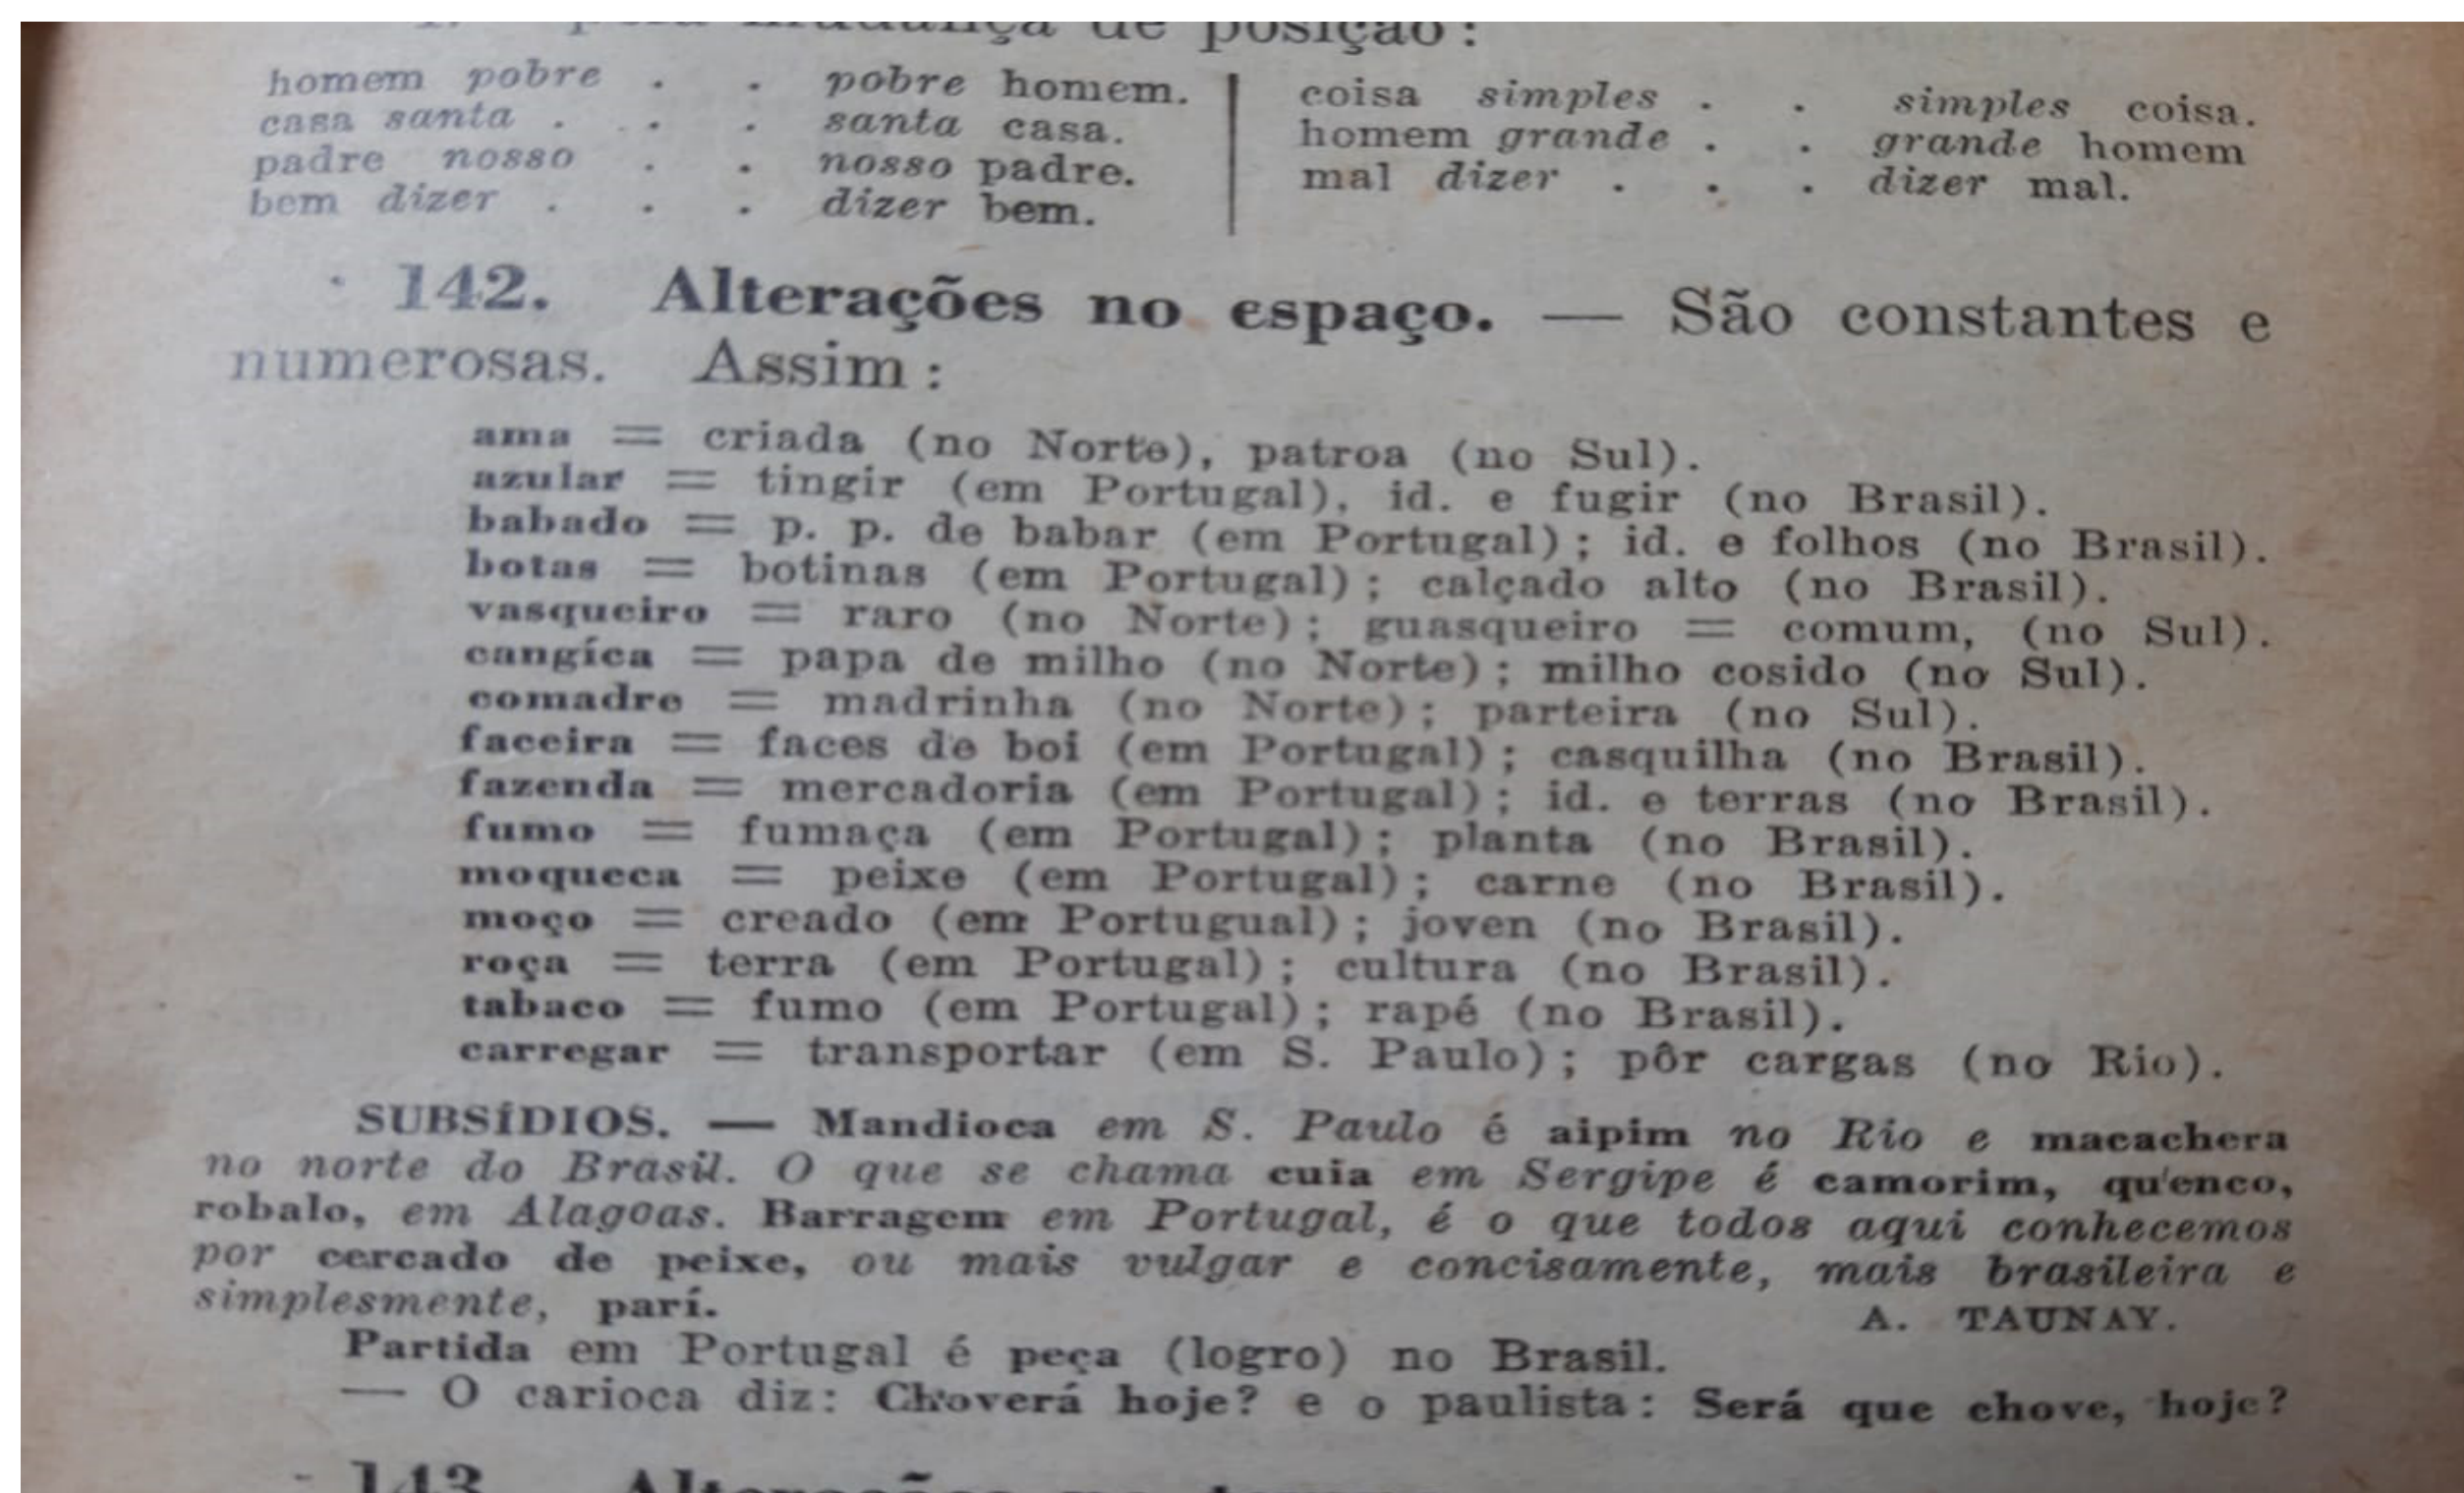 pela mudança de posição:
homem pobre . . pobre homem.
casa santa . . . santa casa.
padre nosso . . nosso padre.
bem dizer . . . dizer bem.
coisa simples . . simples coisa.
homem grande . . grande homem
mal dizer . . . dizer mal.
142. Alterações no espaço. — São constantes e
numerosas. Assim:
ama = criada (no Norte), patroa (no Sul).
azular = tingir (em Portugal), id. e fugir (no Brasil).
babado = p. p. de babar (em Portugal); id. e folhos (no Brasil).
botas = botinas (em Portugal); calçado alto (no Brasil).
vasqueiro = raro (no Norte); guasqueiro = comum, (no Sul).
cangíca = papa de milho (no Norte); milho cosido (no Sul).
comadre = madrinha (no Norte); parteira (no Sul).
faceira = faces de boi (em Portugal); casquilha (no Brasil).
fazenda = mercadoria (em Portugal); id. e terras (no Brasil).
fumo = fumaça (em Portugal); planta (no Brasil).
moqueca = peixe (em Portugal); carne (no Brasil).
moço = creado (em Portugual); joven (no Brasil).
roça = terra (em Portugal); cultura (no Brasil).
tabaco = fumo (em Portugal); rapé (no Brasil).
carregar = transportar (em S. Paulo); pôr cargas (no Rio).
SUBSÍDIOS. — Mandioca em S. Paulo é aipim no Rio e macachera
no norte do Brasil. O que se chama cuia em Sergipe é camorim, qu'enco,
robalo, em Alagoas. Barragem em Portugal, é o que todos aqui conhecemos
por cercado de peixe, ou mais vulgar e concisamente, mais brasileira e
simplesmente, parí.
A. TAUNAY.
Partida em Portugal é peça (logro) no Brasil.
— O carioca diz: Choverá hoje? e o paulista: Será que chove, hoje?
143.